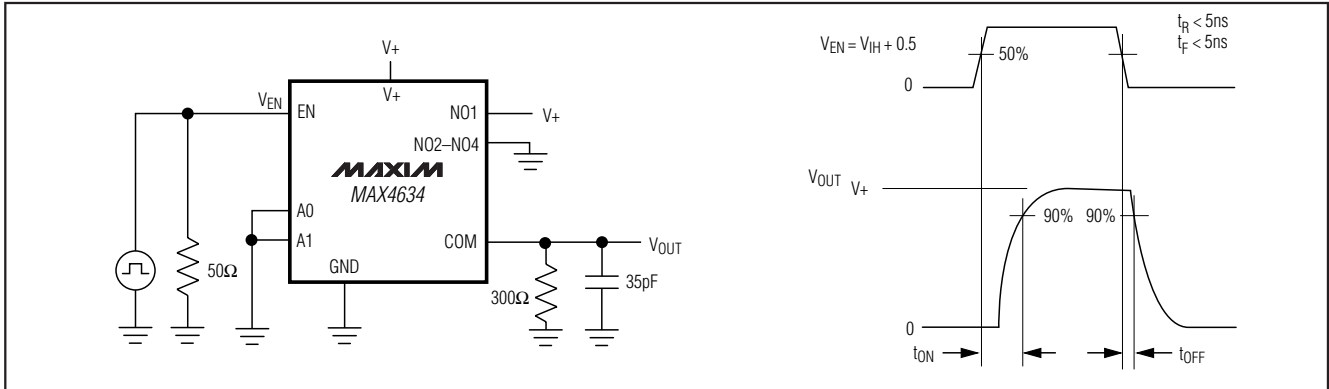 V+
V+
VEN
EN
NO1
V+
NO2–NO4
MAXIM
MAX4634
A0
A1
COM
VOUT
50Ω
GND
300Ω
35pF
VEN = VIH + 0.5
50%
tR < 5ns
tF < 5ns
0
VOUT
V+
90%
90%
0
tON
tOFF